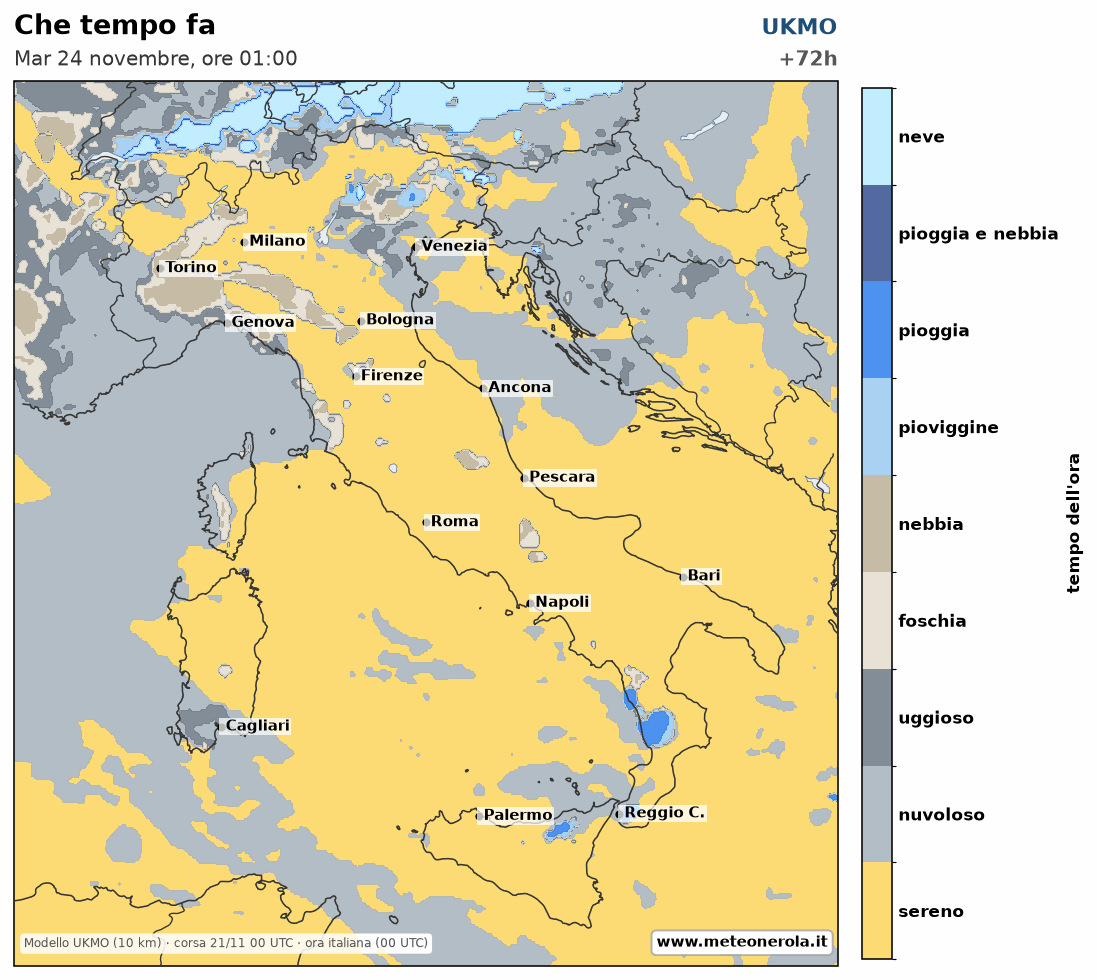 Che tempo fa
UKMO
Mar 24 novembre, ore 01:00
+72h
neve
pioggia e nebbia
pioggia
pioviggine
nebbia
foschia
uggioso
nuvoloso
sereno
tempo dell'ora
Milano
Venezia
Torino
Genova
Bologna
Firenze
Ancona
Pescara
Roma
Bari
Napoli
Cagliari
Palermo
Reggio C.
Modello UKMO (10 km) · corsa 21/11 00 UTC · ora italiana (00 UTC)
www.meteonerola.it